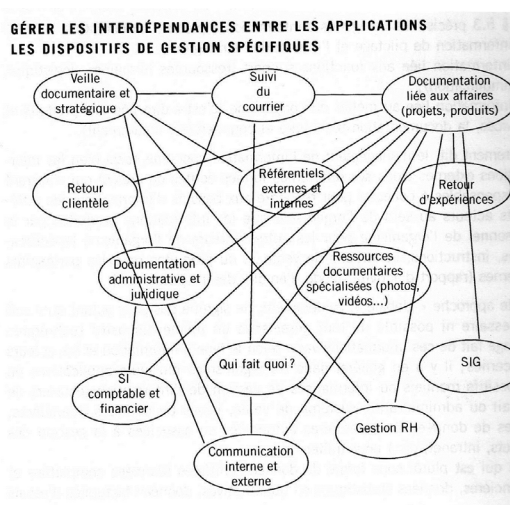 GÉRER LES INTERDÉPENDANCES ENTRE LES APPLICATIONS
LES DISPOSITIFS DE GESTION SPÉCIFIQUES
Veille
documentaire et
stratégique
Suivi
du
courrier
Documentation
liée aux affaires
(projets, produits)
Retour
clientèle
Référentiels
externes et
internes
Retour
d'expériences
Documentation
administrative et
juridique
Ressources
documentaires
spécialisées (photos,
vidéos...)
Qui fait quoi ?
SIG
SI
comptable et
financier
Gestion RH
Communication
interne et
externe